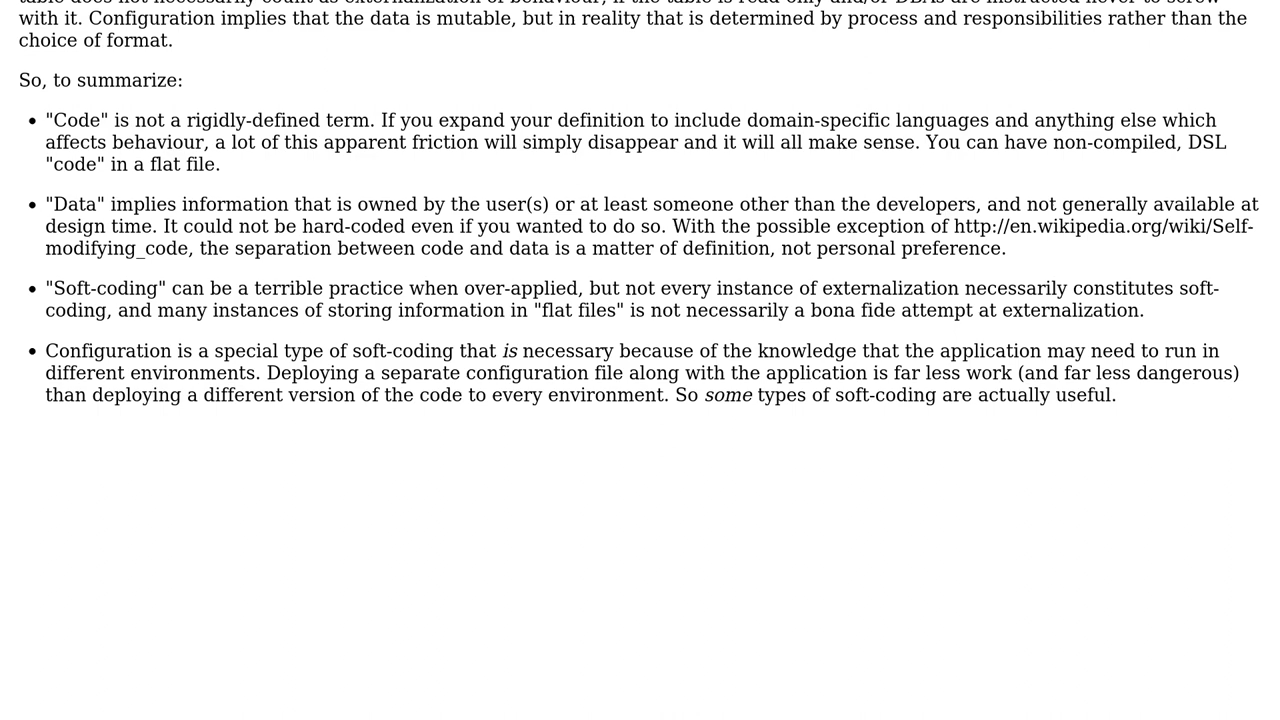 with it. Configuration implies that the data is mutable, but in reality that is determined by process and responsibilities rather than the
choice of format.
So, to summarize:
"Code" is not a rigidly-defined term. If you expand your definition to include domain-specific languages and anything else which
affects behaviour, a lot of this apparent friction will simply disappear and it will all make sense. You can have non-compiled, DSL
"code" in a flat file.
"Data" implies information that is owned by the user(s) or at least someone other than the developers, and not generally available at
design time. It could not be hard-coded even if you wanted to do so. With the possible exception of http://en.wikipedia.org/wiki/Self-
modifying_code, the separation between code and data is a matter of definition, not personal preference.
"Soft-coding" can be a terrible practice when over-applied, but not every instance of externalization necessarily constitutes soft-
coding, and many instances of storing information in "flat files" is not necessarily a bona fide attempt at externalization.
Configuration is a special type of soft-coding that is necessary because of the knowledge that the application may need to run in
different environments. Deploying a separate configuration file along with the application is far less work (and far less dangerous)
than deploying a different version of the code to every environment. So some types of soft-coding are actually useful.